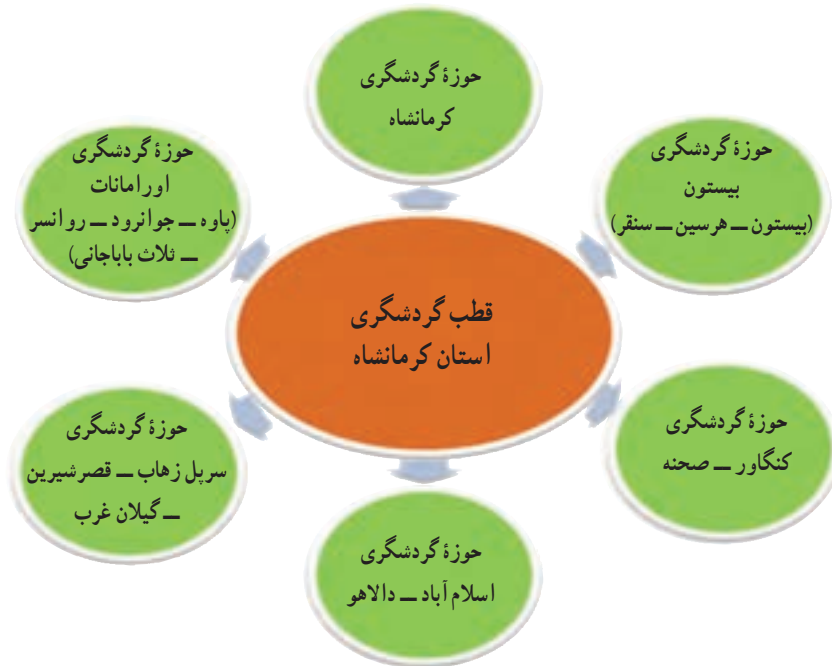 حوزهٔ گردشگری
کرمانشاه
حوزهٔ گردشگری
بیستون
(بیستون ــ هرسین ــ سنقر)
حوزهٔ گردشگری
اورامانات
(پاوه ــ جوانرود ــ روانسر
ــ ثلاث باباجانی)
قطب گردشگری
استان کرمانشاه
حوزهٔ گردشگری
کنگاور ــ صحنه
حوزهٔ گردشگری
سرپل زهاب ــ قصرشیرین
ــ گیلان غرب
حوزهٔ گردشگری
اسلام آباد ــ دالاهو